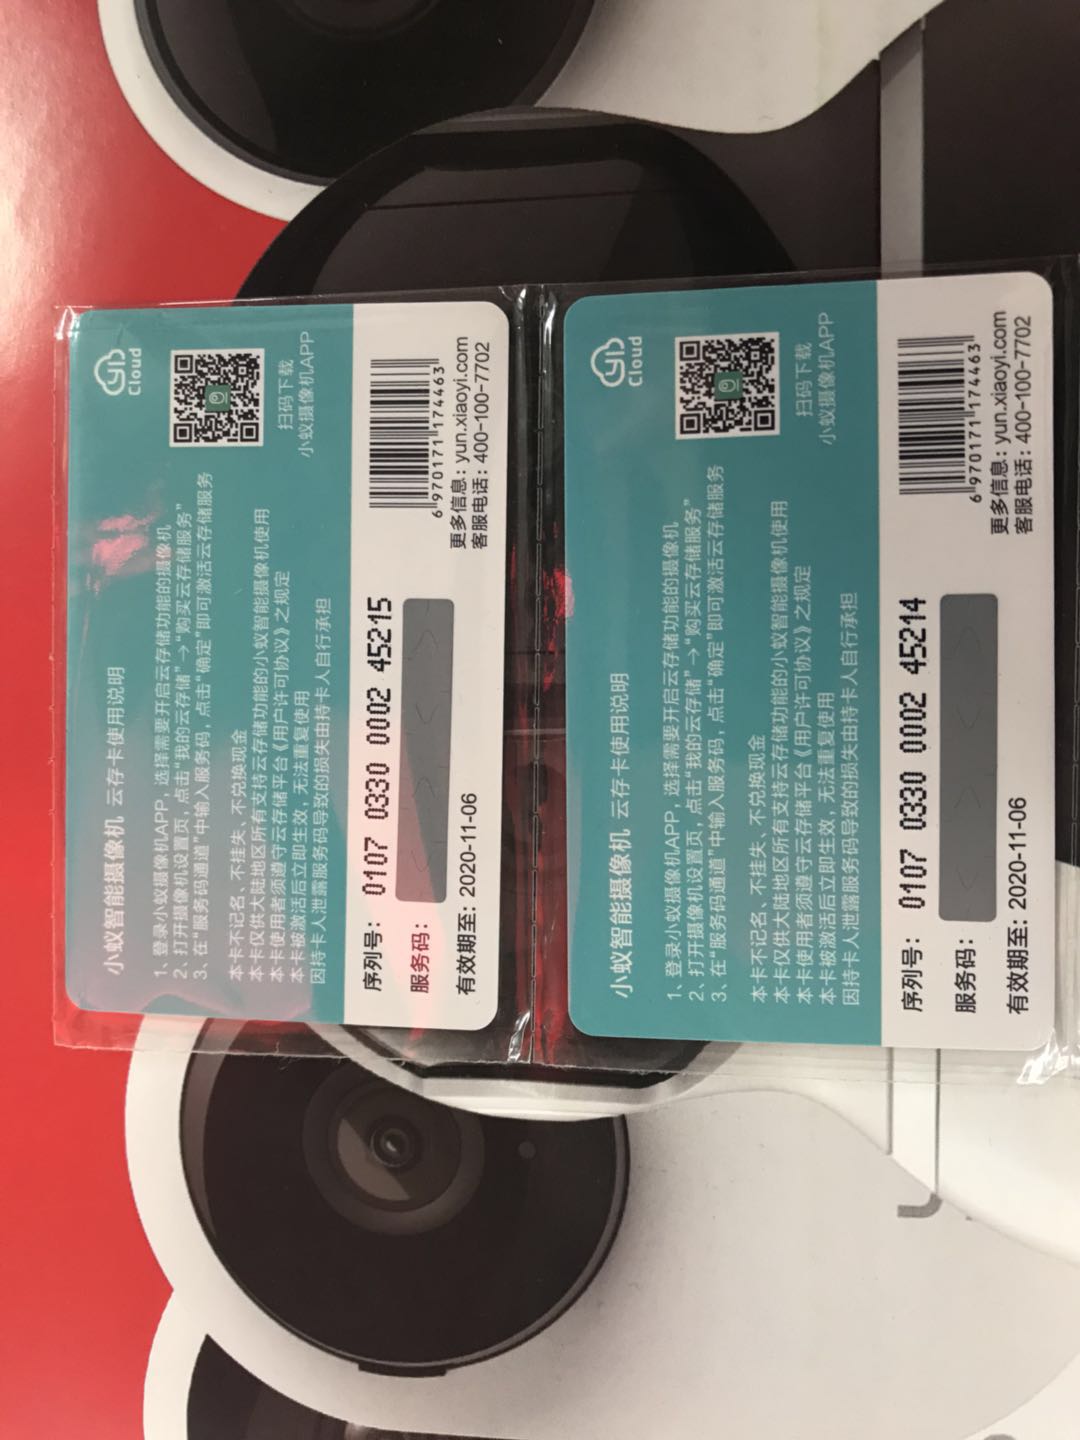 小蚁智能摄像机 云存卡使用说明
1、登录小蚁摄像机APP，选择需要开启云存储功能的摄像机
2、打开摄像机设置页，点击“我的云存储”→“购买云存储服务”
3、在“服务码通道”中输入服务码，点击“确定”即可激活云存储服务
本卡不记名、不挂失、不兑换现金
本卡仅供大陆地区所有支持云存储功能的小蚁智能摄像机使用
本卡使用者须遵守云存储平台《用户许可协议》之规定
本卡被激活后立即生效，无法重复使用
因持卡人泄露服务码导致的损失由持卡人自行承担
Cloud
扫码下载
小蚁摄像机APP
序列号： 0107 0330 0002 45215
服务码：
有效期至：2020-11-06
6 970171 174463
更多信息：yun.xiaoyi.com
客服电话：400-100-7702
小蚁智能摄像机 云存卡使用说明
1、登录小蚁摄像机APP，选择需要开启云存储功能的摄像机
2、打开摄像机设置页，点击“我的云存储”→“购买云存储服务”
3、在“服务码通道”中输入服务码，点击“确定”即可激活云存储服务
本卡不记名、不挂失、不兑换现金
本卡仅供大陆地区所有支持云存储功能的小蚁智能摄像机使用
本卡使用者须遵守云存储平台《用户许可协议》之规定
本卡被激活后立即生效，无法重复使用
因持卡人泄露服务码导致的损失由持卡人自行承担
Cloud
扫码下载
小蚁摄像机APP
序列号： 0107 0330 0002 45214
服务码：
有效期至：2020-11-06
6 970171 174463
更多信息：yun.xiaoyi.com
客服电话：400-100-7702